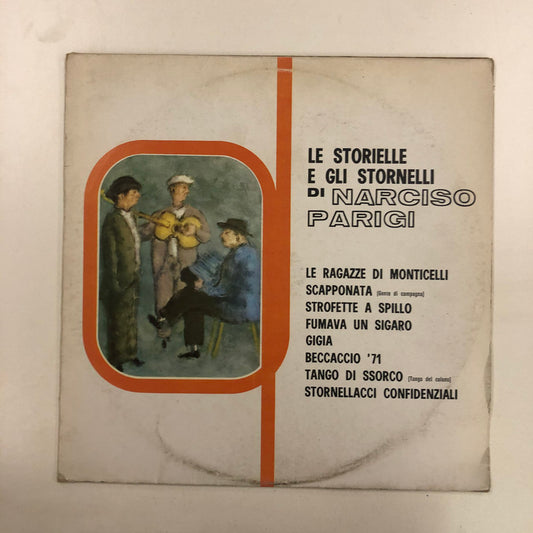 LE STORIELLE
E GLI STORNELLI
DI NARCISO
PARIGI
LE RAGAZZE DI MONTICELLI
SCAPPONATA (Gente di campagna)
STROFETTE A SPILLO
FUMAVA UN SIGARO
GIGIA
BECCACCIO '71
TANGO DI SSORCO (Tango del colono)
STORNELLACCI CONFIDENZIALI